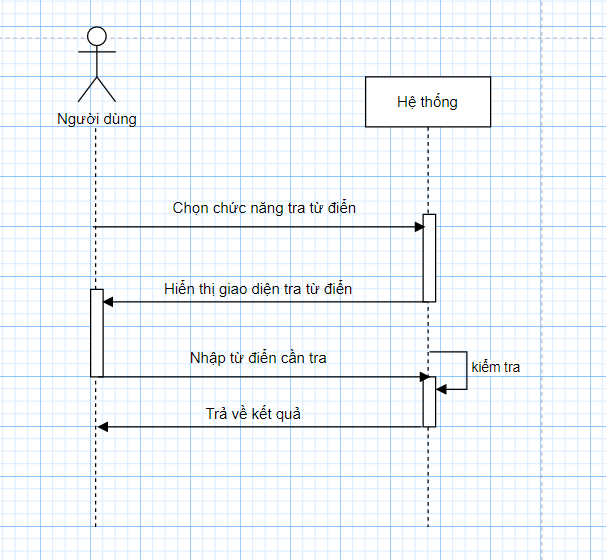 Người dùng
Hệ thống
Chọn chức năng tra từ điển
Hiển thị giao diện tra từ điển
Nhập từ điển cần tra
kiểm tra
Trả về kết quả